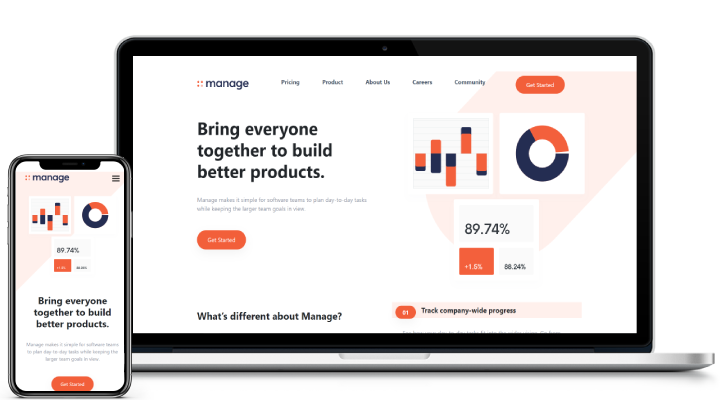 manage
Pricing
Product
About Us
Careers
Community
Get Started
Bring everyone
together to build
better products.
Manage makes it simple for software teams to plan day-to-day tasks
while keeping the larger team goals in view.
Get Started
89.74%
+1.5%
88.24%
What's different about Manage?
01
Track company-wide progress
manage
89.74%
+1.5%
88.24%
Bring everyone
together to build
better products.
Manage makes it simple for software teams
to plan day-to-day tasks while keeping the
larger team goals in view.
Get Started